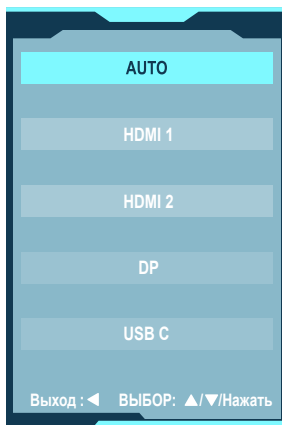 AUTO
HDMI 1
HDMI 2
DP
USB C
Выход :◀ ВЫБОР: ▲/▼/Нажать